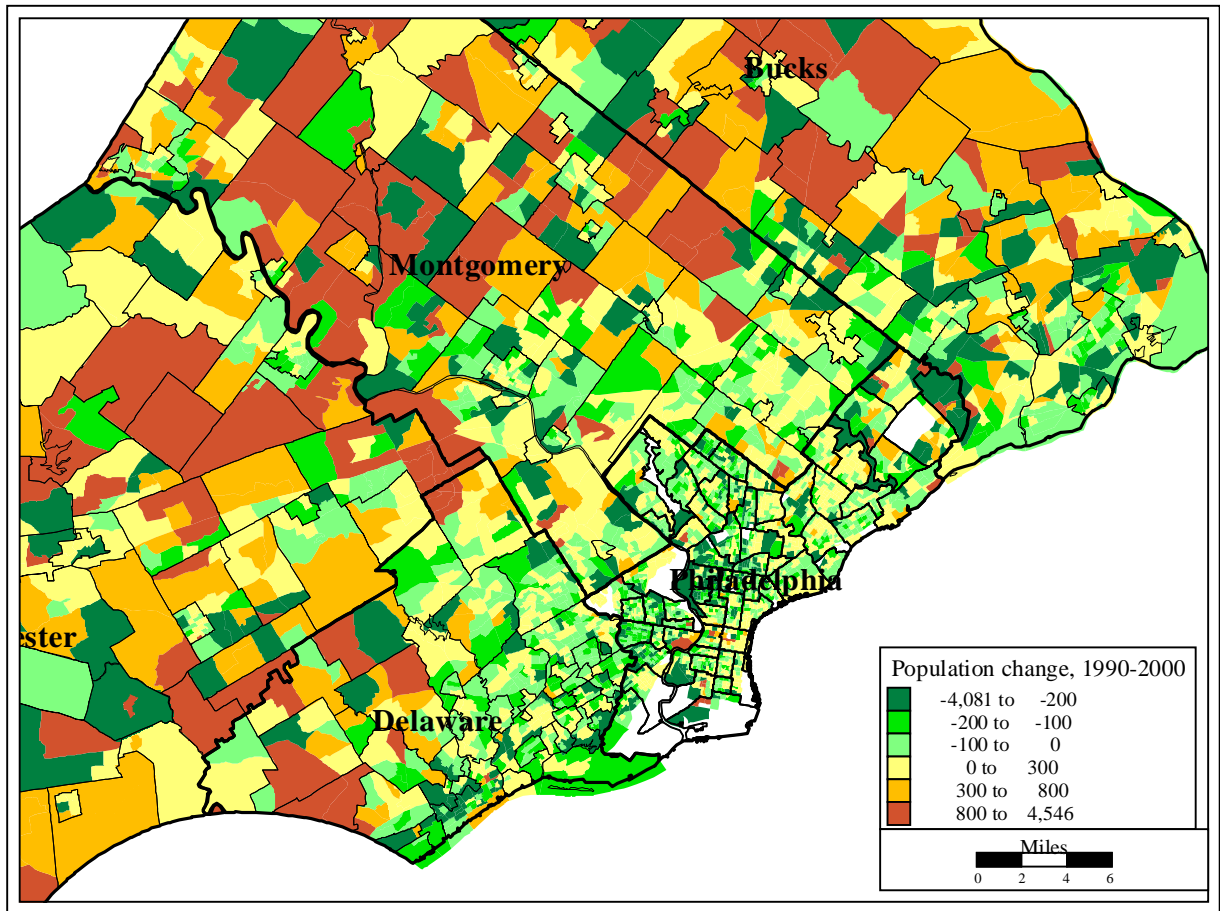 Bucks
Montgomery
Philadelphia
ester
Delaware
Population change, 1990-2000
-4,081 to -200
-200 to -100
-100 to 0
0 to 300
300 to 800
800 to 4,546
Miles
0 2 4 6